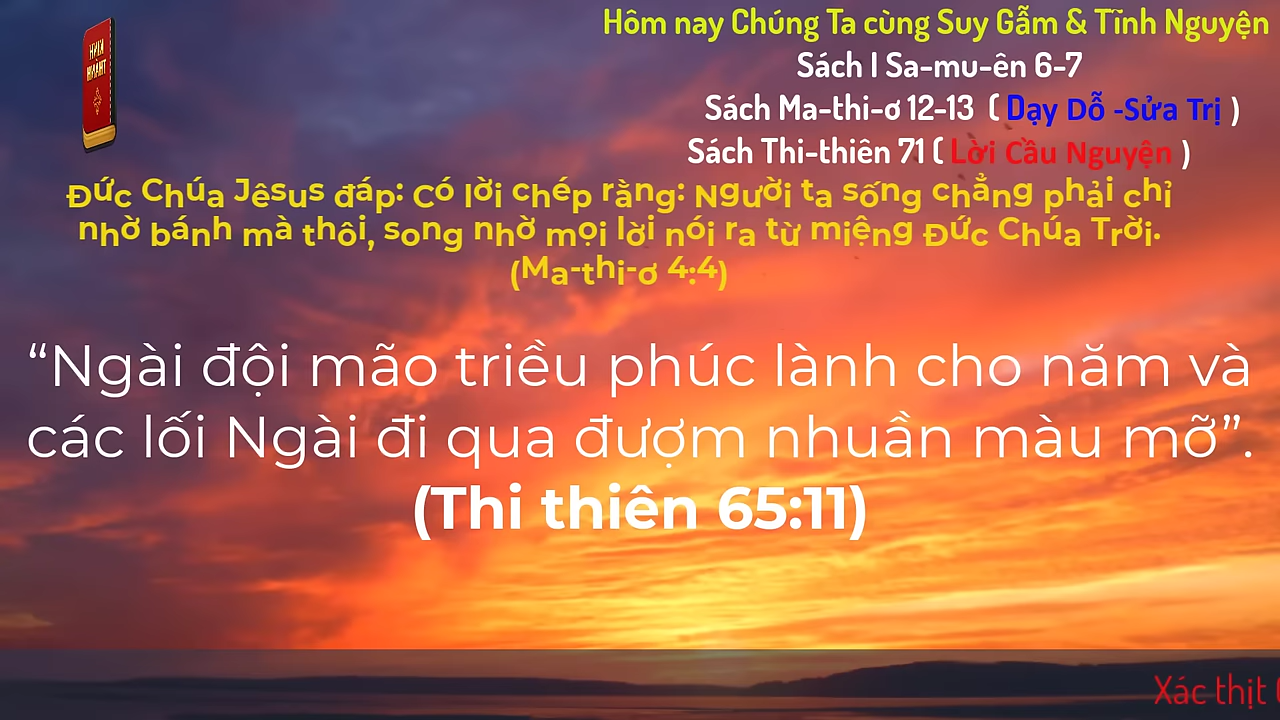 KINH
THÁNH
Hôm nay Chúng Ta cùng Suy Gẫm & Tĩnh Nguyện
Sách I Sa-mu-ên 6-7
Sách Ma-thi-ơ 12-13 ( Dạy Dỗ -Sửa Trị )
Sách Thi-thiên 71 ( Lời Cầu Nguyện )
Đức Chúa Jêsus đáp: Có lời chép rằng: Người ta sống chẳng phải chỉ
nhờ bánh mà thôi, song nhờ mọi lời nói ra từ miệng Đức Chúa Trời.
(Ma-thi-ơ 4:4)
“Ngài đội mão triều phúc lành cho năm và
các lối Ngài đi qua đượm nhuần màu mỡ”.
(Thi thiên 65:11)
Xác thịt